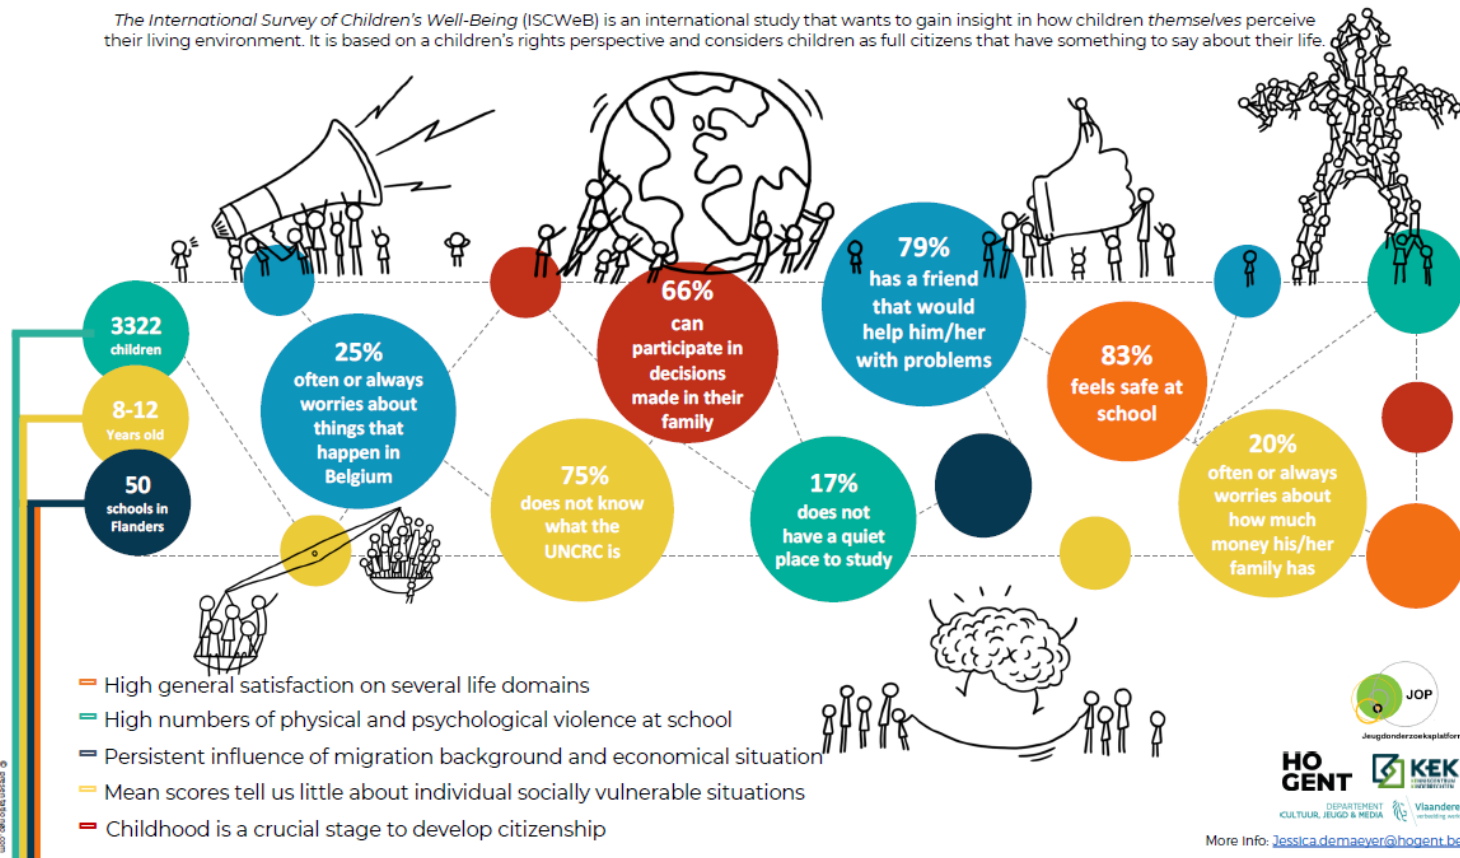 The International Survey of Children's Well-Being (ISCWeB) is an international study that wants to gain insight in how children themselves perceive
their living environment. It is based on a children's rights perspective and considers children as full citizens that have something to say about their life.
3322
children
8-12
Years old
50
schools in
Flanders
25%
often or always
worries about
things that
happen in
Belgium
75%
does not know
what the
UNCRC is
66%
can
participate in
decisions
made in their
family
17%
does not
have a quiet
place to study
79%
has a friend
that would
help him/her
with problems
83%
feels safe at
school
20%
often or always
worries about
how much
money his/her
family has
High general satisfaction on several life domains
High numbers of physical and psychological violence at school
Persistent influence of migration background and economical situation
Mean scores tell us little about individual socially vulnerable situations
Childhood is a crucial stage to develop citizenship
JOP
Jeugdonderzoeksplatform
HO
GENT
KEK
DEPARTEMENT
CULTUUR, JEUGD & MEDIA
Vlaandere
More Info: Jessica.demaeyer@hogent.be